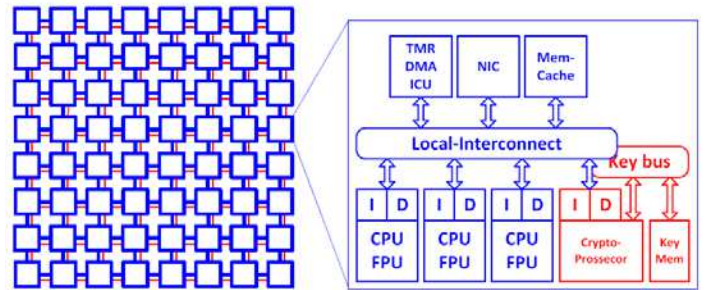 TMR
DMA
ICU
NIC
Mem-
Cache
Local-Interconnect
Key bus
I D
I D
I D
I D
CPU
FPU
CPU
FPU
CPU
FPU
Crypto-
Prossecor
Key
Mem